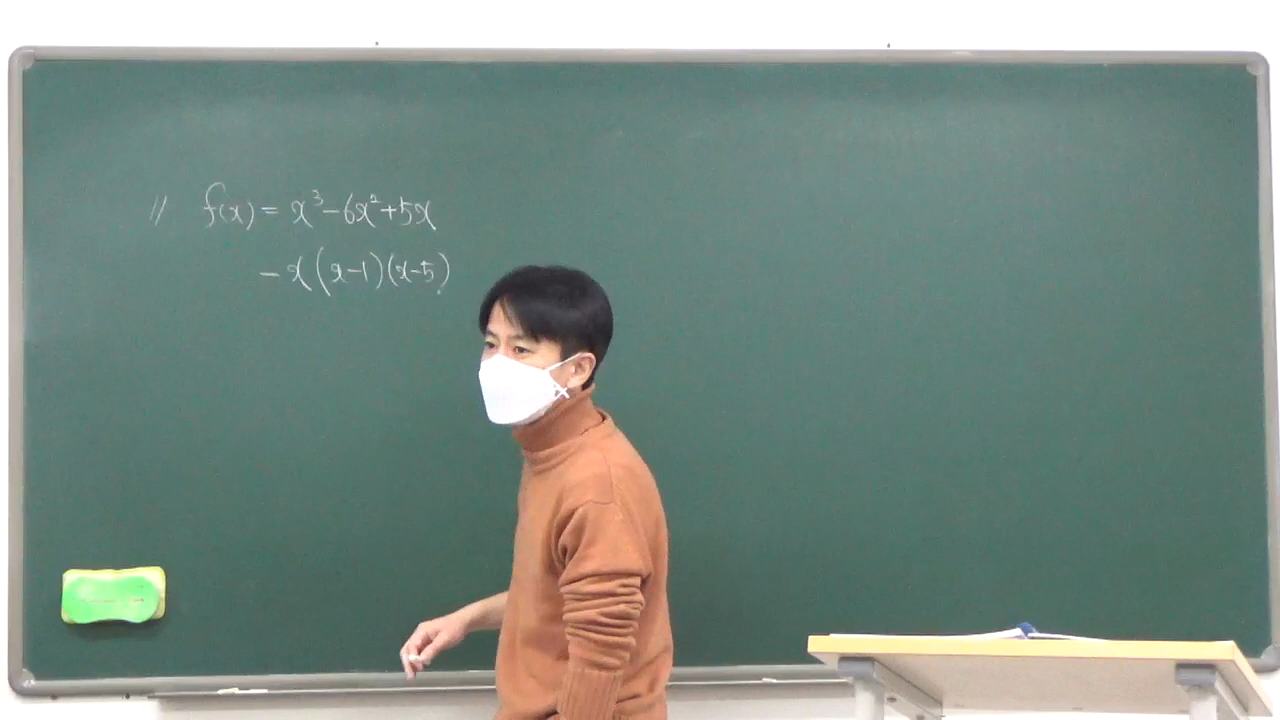 // f(x) = x³-6x²+5x
- x(x-1)(x-5)